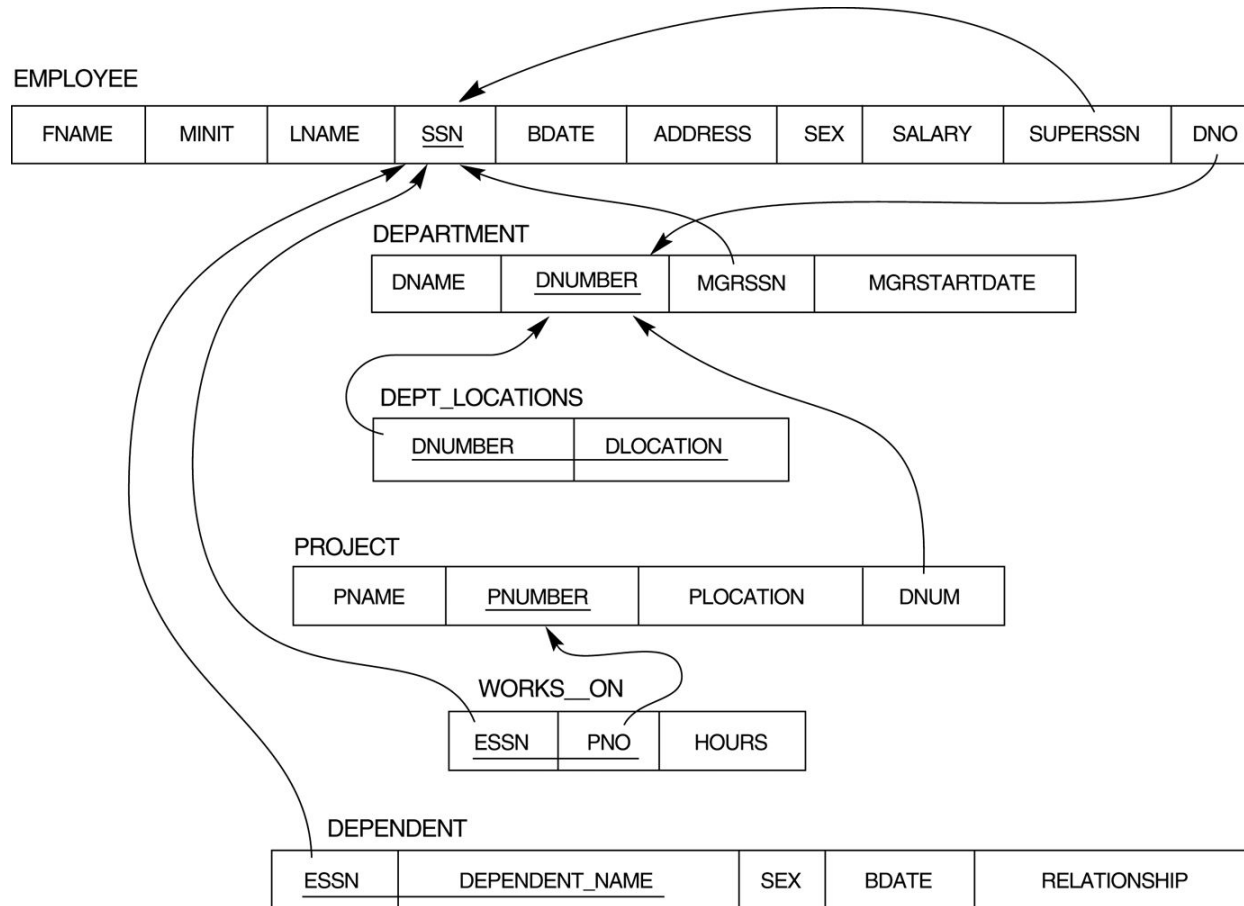 EMPLOYEE
FNAME MINIT LNAME SSN BDATE ADDRESS SEX SALARY SUPERSSN DNO
DEPARTMENT
DNAME DNUMBER MGRSSN MGRSTARTDATE
DEPT_LOCATIONS
DNUMBER DLOCATION
PROJECT
PNAME PNUMBER PLOCATION DNUM
WORKS__ON
ESSN PNO HOURS
DEPENDENT
ESSN DEPENDENT_NAME SEX BDATE RELATIONSHIP